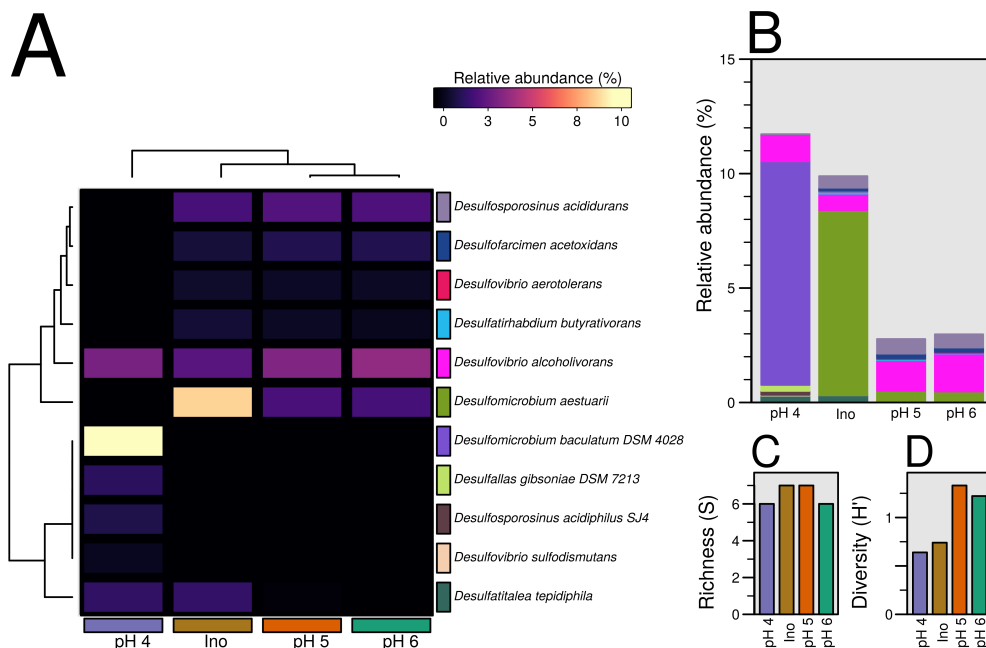 A
Relative abundance (%)
0 3 5 8 10
Desulfosporosinus acididurans
Desulfofarcimen acetoxidans
Desulfovibrio aerotolerans
Desulfatirhabdium butyrativorans
Desulfovibrio alcoholivorans
Desulfomicrobium aestuarii
Desulfomicrobium baculatum DSM 4028
Desulfallas gibsoniae DSM 7213
Desulfosporosinus acidiphilus SJ4
Desulfovibrio sulfodismutans
Desulfatitalea tepidiphila
pH 4 Ino pH 5 pH 6
B
Relative abundance (%)
15
10
5
0
pH 4 Ino pH 5 pH 6
C
Richness (S)
6
4
2
0
pH 4 Ino pH 5 pH 6
D
Diversity (H')
1
0
pH 4 Ino pH 5 pH 6